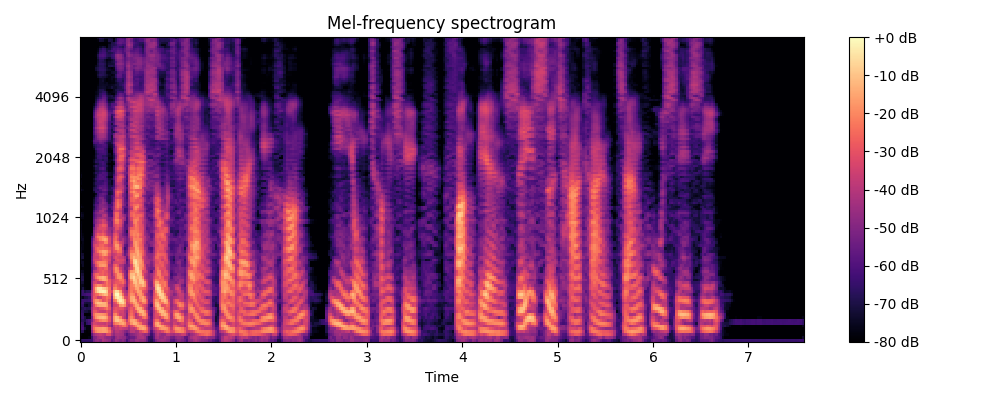 Mel-frequency spectrogram
Hz
4096
2048
1024
512
0
0 1 2 3 4 5 6 7
Time
+0 dB
-10 dB
-20 dB
-30 dB
-40 dB
-50 dB
-60 dB
-70 dB
-80 dB